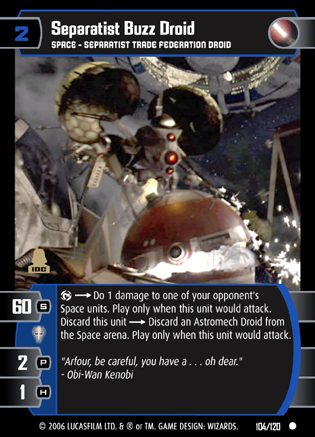 2
Separatist Buzz Droid
SPACE - SEPARATIST TRADE FEDERATION DROID
IDC
60 S
2 P
1 H
→ Do 1 damage to one of your opponent's
Space units. Play only when this unit would attack.
Discard this unit → Discard an Astromech Droid from
the Space arena. Play only when this unit would attack.
"Arfour, be careful, you have a . . . oh dear."
- Obi-Wan Kenobi
© 2006 LUCASFILM LTD. & ® or TM. GAME DESIGN: WIZARDS. 104/120